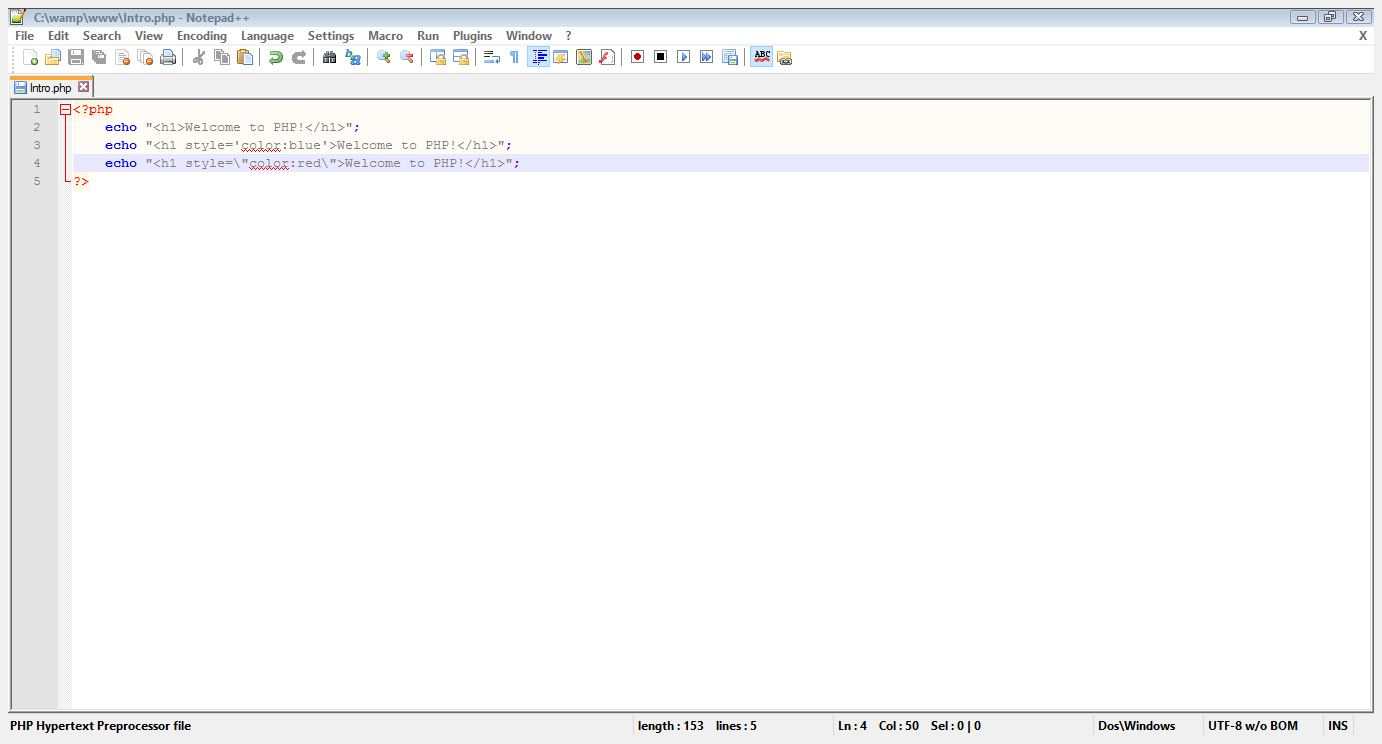 C:\wamp\www\Intro.php - Notepad++
File Edit Search View Encoding Language Settings Macro Run Plugins Window ? X
ABC
Intro.php
1 <?php
2 echo "<h1>Welcome to PHP!</h1>";
3 echo "<h1 style='color:blue'>Welcome to PHP!</h1>";
4 echo "<h1 style=\"color:red\">Welcome to PHP!</h1>";
5 ?>
PHP Hypertext Preprocessor file length : 153 lines : 5 Ln : 4 Col : 50 Sel : 0 | 0 Dos\Windows UTF-8 w/o BOM INS